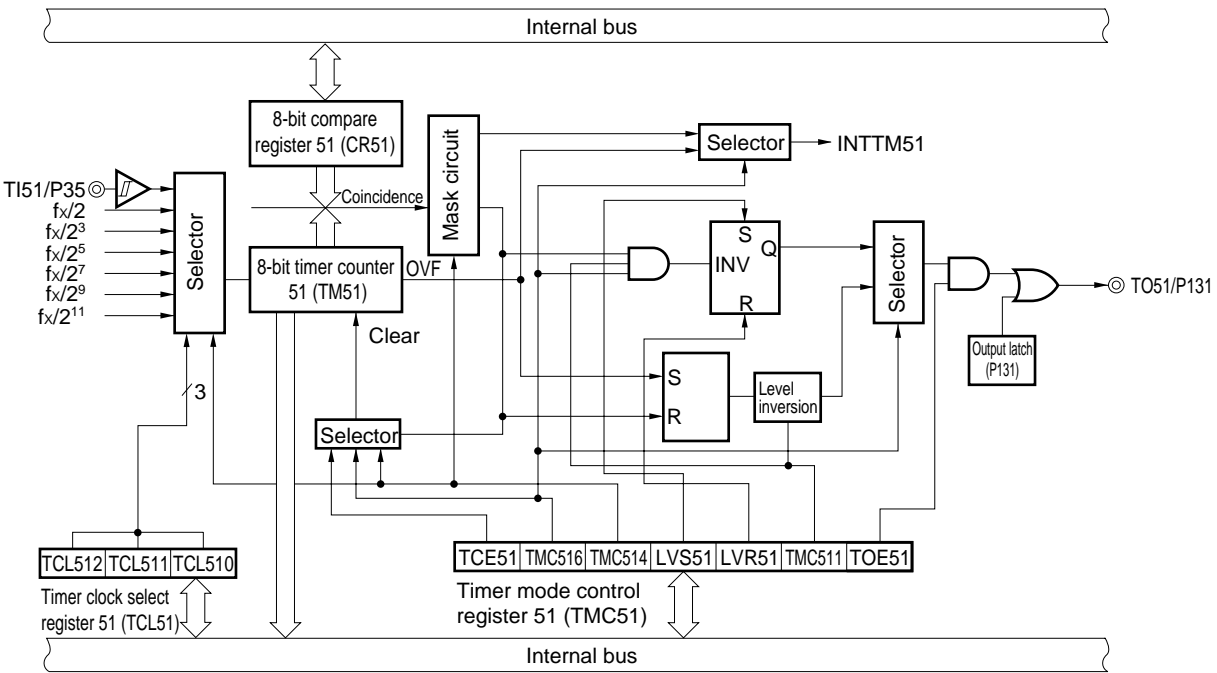 Internal bus
8-bit compare
register 51 (CR51)
Mask circuit
Selector
INTTM51
TI51/P35
fX/2
fX/2³
fX/2⁵
fX/2⁷
fX/2⁹
fX/2¹¹
Selector
Coincidence
8-bit timer counter
51 (TM51)
OVF
Clear
S
INV
Q
R
Selector
TO51/P131
Output latch
(P131)
S
R
Level
inversion
3
Selector
TCL512 TCL511 TCL510
Timer clock select
register 51 (TCL51)
TCE51 TMC516 TMC514 LVS51 LVR51 TMC511 TOE51
Timer mode control
register 51 (TMC51)
Internal bus